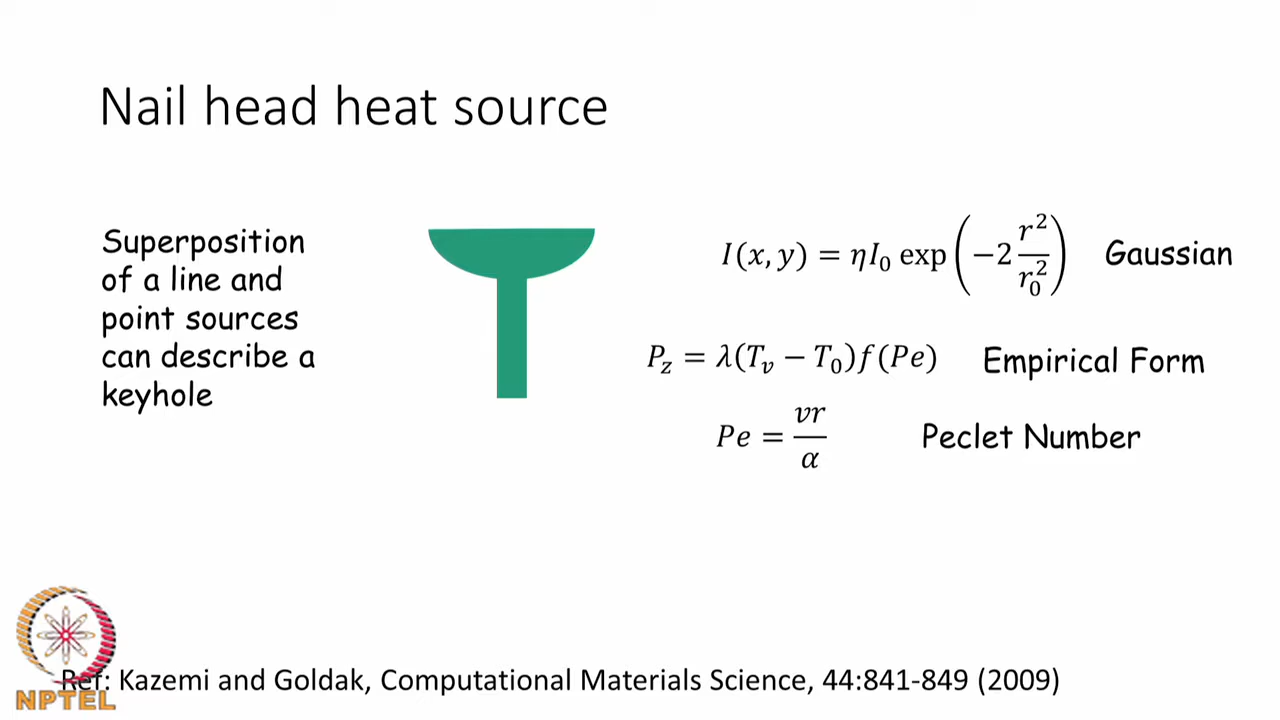 Nail head heat source
Superposition
of a line and
point sources
can describe a
keyhole
I(x, y) = ηI₀ exp(−2 r²/r₀²) Gaussian
P_z = λ(T_v − T₀)f(Pe) Empirical Form
Pe = vr/α Peclet Number
Ref: Kazemi and Goldak, Computational Materials Science, 44:841-849 (2009)
NPTEL